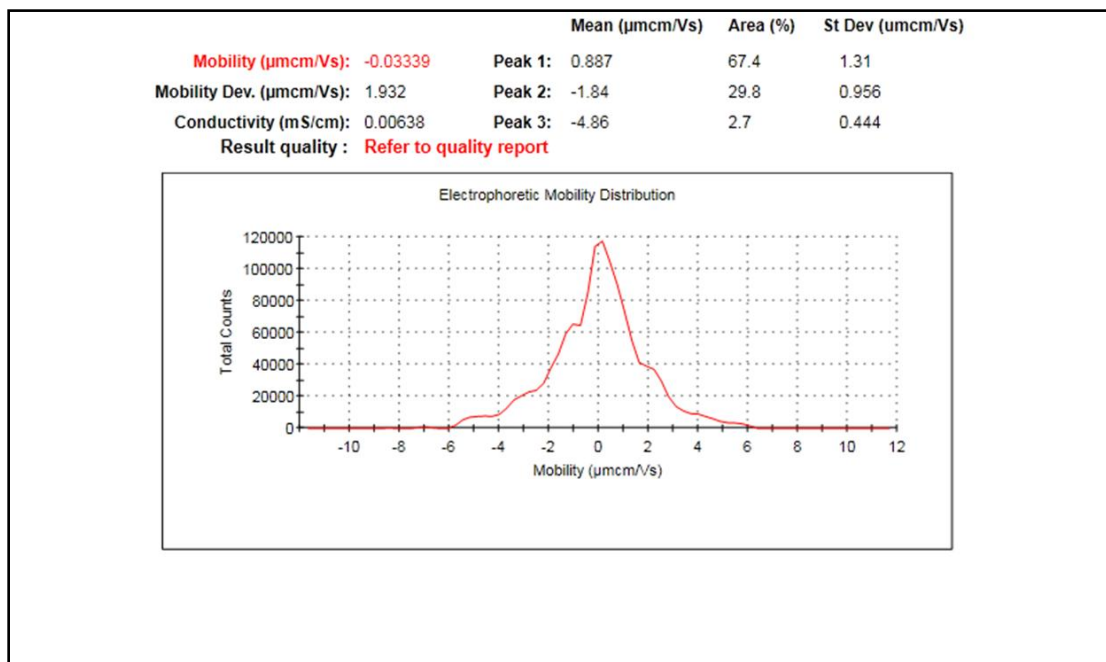 Mean (µmcm/Vs) Area (%) St Dev (umcm/Vs)
Mobility (µmcm/Vs): -0.03339 Peak 1: 0.887 67.4 1.31
Mobility Dev. (µmcm/Vs): 1.932 Peak 2: -1.84 29.8 0.956
Conductivity (mS/cm): 0.00638 Peak 3: -4.86 2.7 0.444
Result quality : Refer to quality report
Electrophoretic Mobility Distribution
120000
100000
80000
60000
40000
20000
0
Total Counts
-10 -8 -6 -4 -2 0 2 4 6 8 10 12
Mobility (µmcm/Vs)